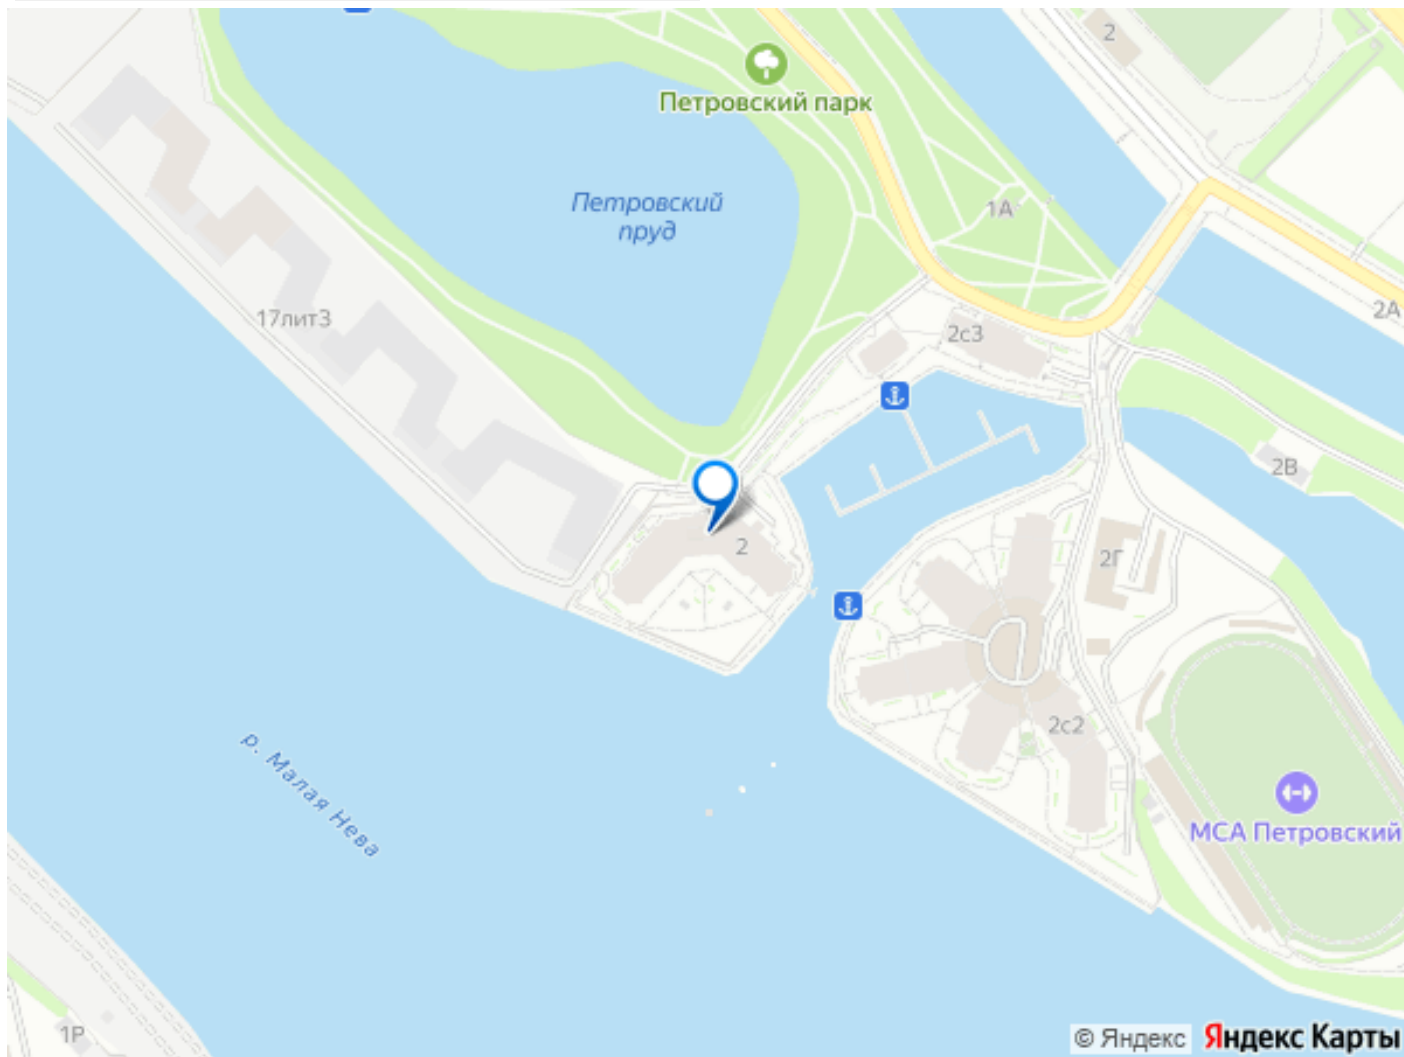 2
Петровский парк
Петровский
пруд
1А
2А
17лит3
2с3
2В
2
2Г
2с2
р. Малая Нева
МСА Петровский
1Р
© Яндекс
Яндекс Карты